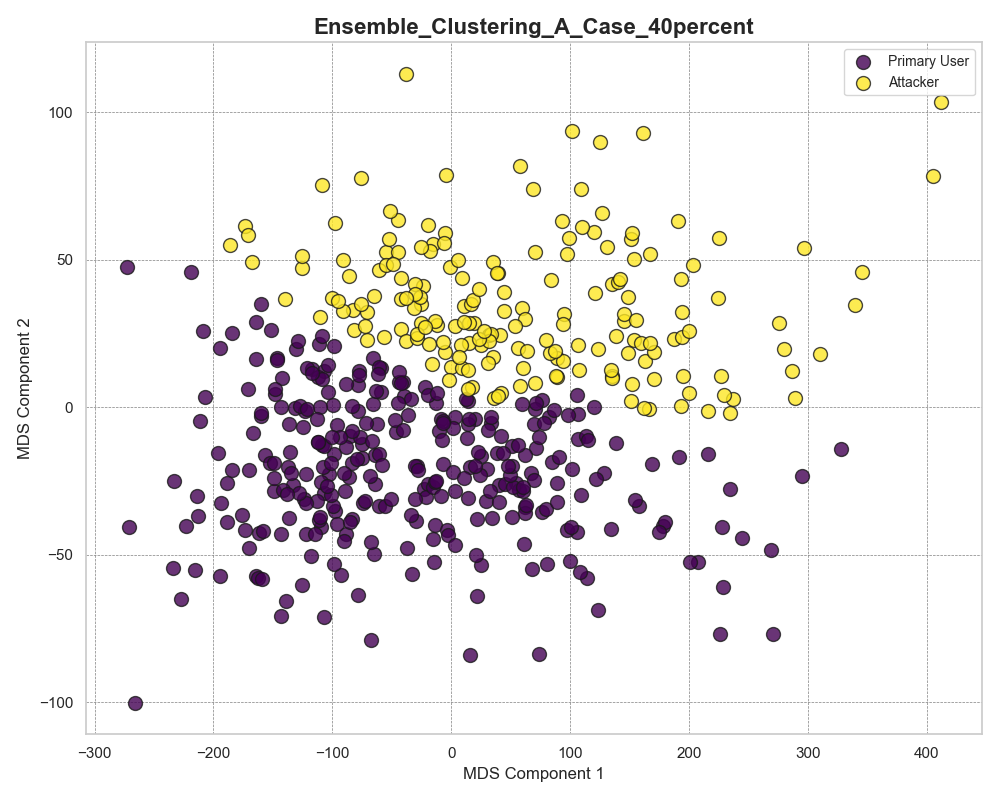 Ensemble_Clustering_A_Case_40percent
Primary User
Attacker
MDS Component 2
100
50
0
−50
−100
−300
−200
−100
0
100
200
300
400
MDS Component 1